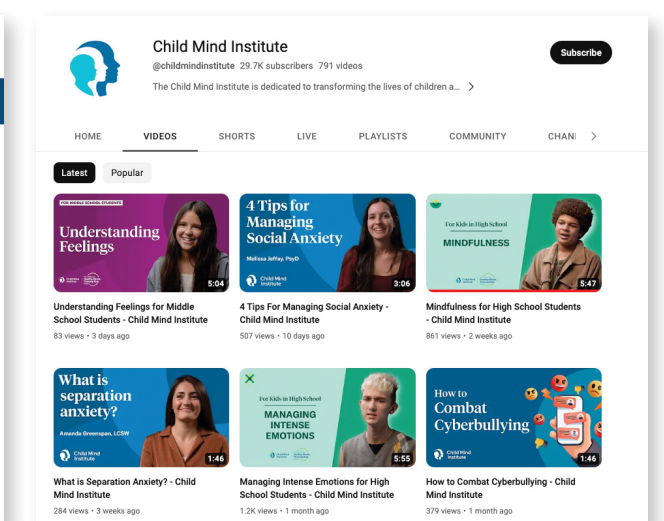 Child Mind Institute
@childmindinstitute 29.7K subscribers 791 videos
The Child Mind Institute is dedicated to transforming the lives of children a...
Subscribe
HOME VIDEOS SHORTS LIVE PLAYLISTS COMMUNITY CHAN
Latest Popular
FOR MIDDLE SCHOOL STUDENTS
Understanding
Feelings
5:04
4 Tips for
Managing
Social Anxiety
Melissa Jeffay, PsyD
Child Mind
Institute
3:06
For Kids in High School
MINDFULNESS
5:47
Understanding Feelings for Middle
School Students - Child Mind Institute
83 views • 3 days ago
4 Tips For Managing Social Anxiety -
Child Mind Institute
507 views • 10 days ago
Mindfulness for High School Students
- Child Mind Institute
861 views • 2 weeks ago
What is
separation
anxiety?
Amanda Greenspan, LCSW
Child Mind
Institute
1:46
For Kids in High School
MANAGING
INTENSE
EMOTIONS
5:55
How to
Combat
Cyberbullying
Child Mind
Institute
1:46
What is Separation Anxiety? - Child
Mind Institute
284 views • 3 weeks ago
Managing Intense Emotions for High
School Students - Child Mind Institute
1.2K views • 1 month ago
How to Combat Cyberbullying - Child
Mind Institute
379 views • 1 month ago